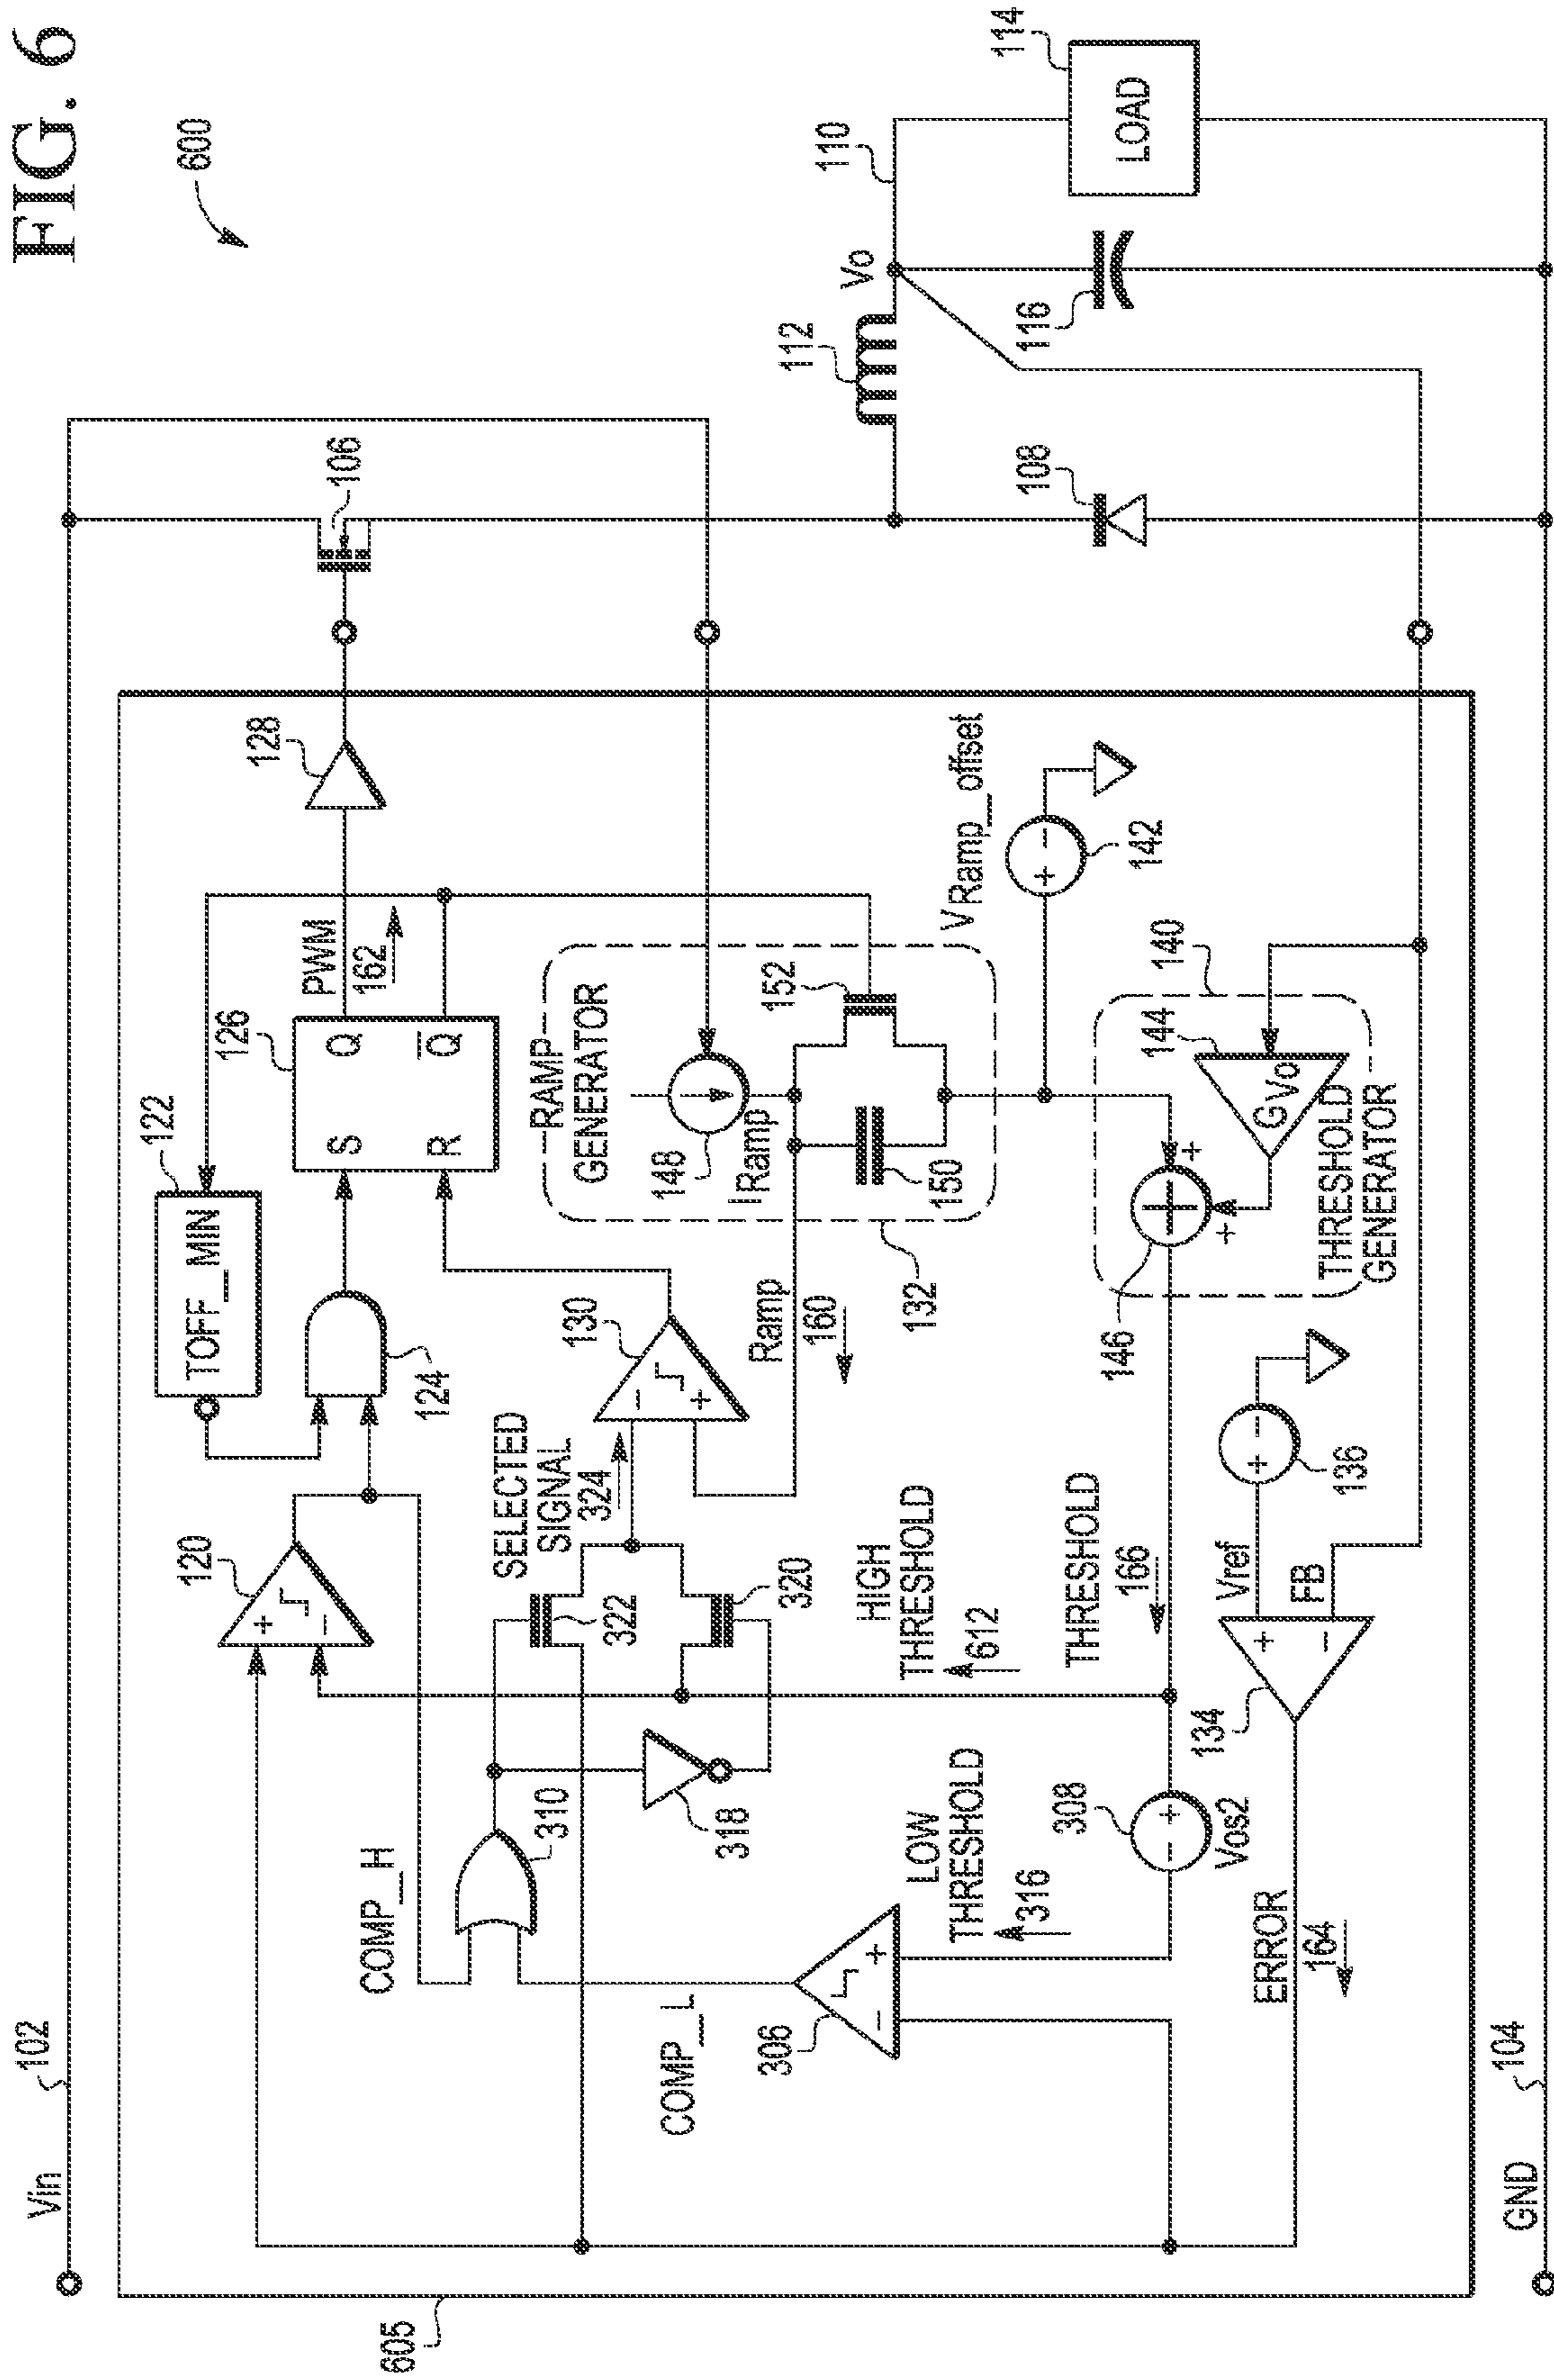 FIG. 6
600
Vin
102
605
120
+
−
TOFF_MIN
122
124
126
S
Q
R
Q̅
PWM
162
128
106
COMP_H
310
318
SELECTED
SIGNAL
324
322
320
130
−
+
RAMP
GENERATOR
148
IRamp
150
152
132
Ramp
160
112
Vo
110
114
LOAD
116
108
COMP_L
306
−
+
LOW
THRESHOLD
316
HIGH
THRESHOLD
612
THRESHOLD
166
308
−
+
Vos2
VRamp_offset
+
−
142
146
+
+
140
144
GVo
THRESHOLD
GENERATOR
ERROR
164
134
+
−
Vref
FB
+
−
136
GND
104